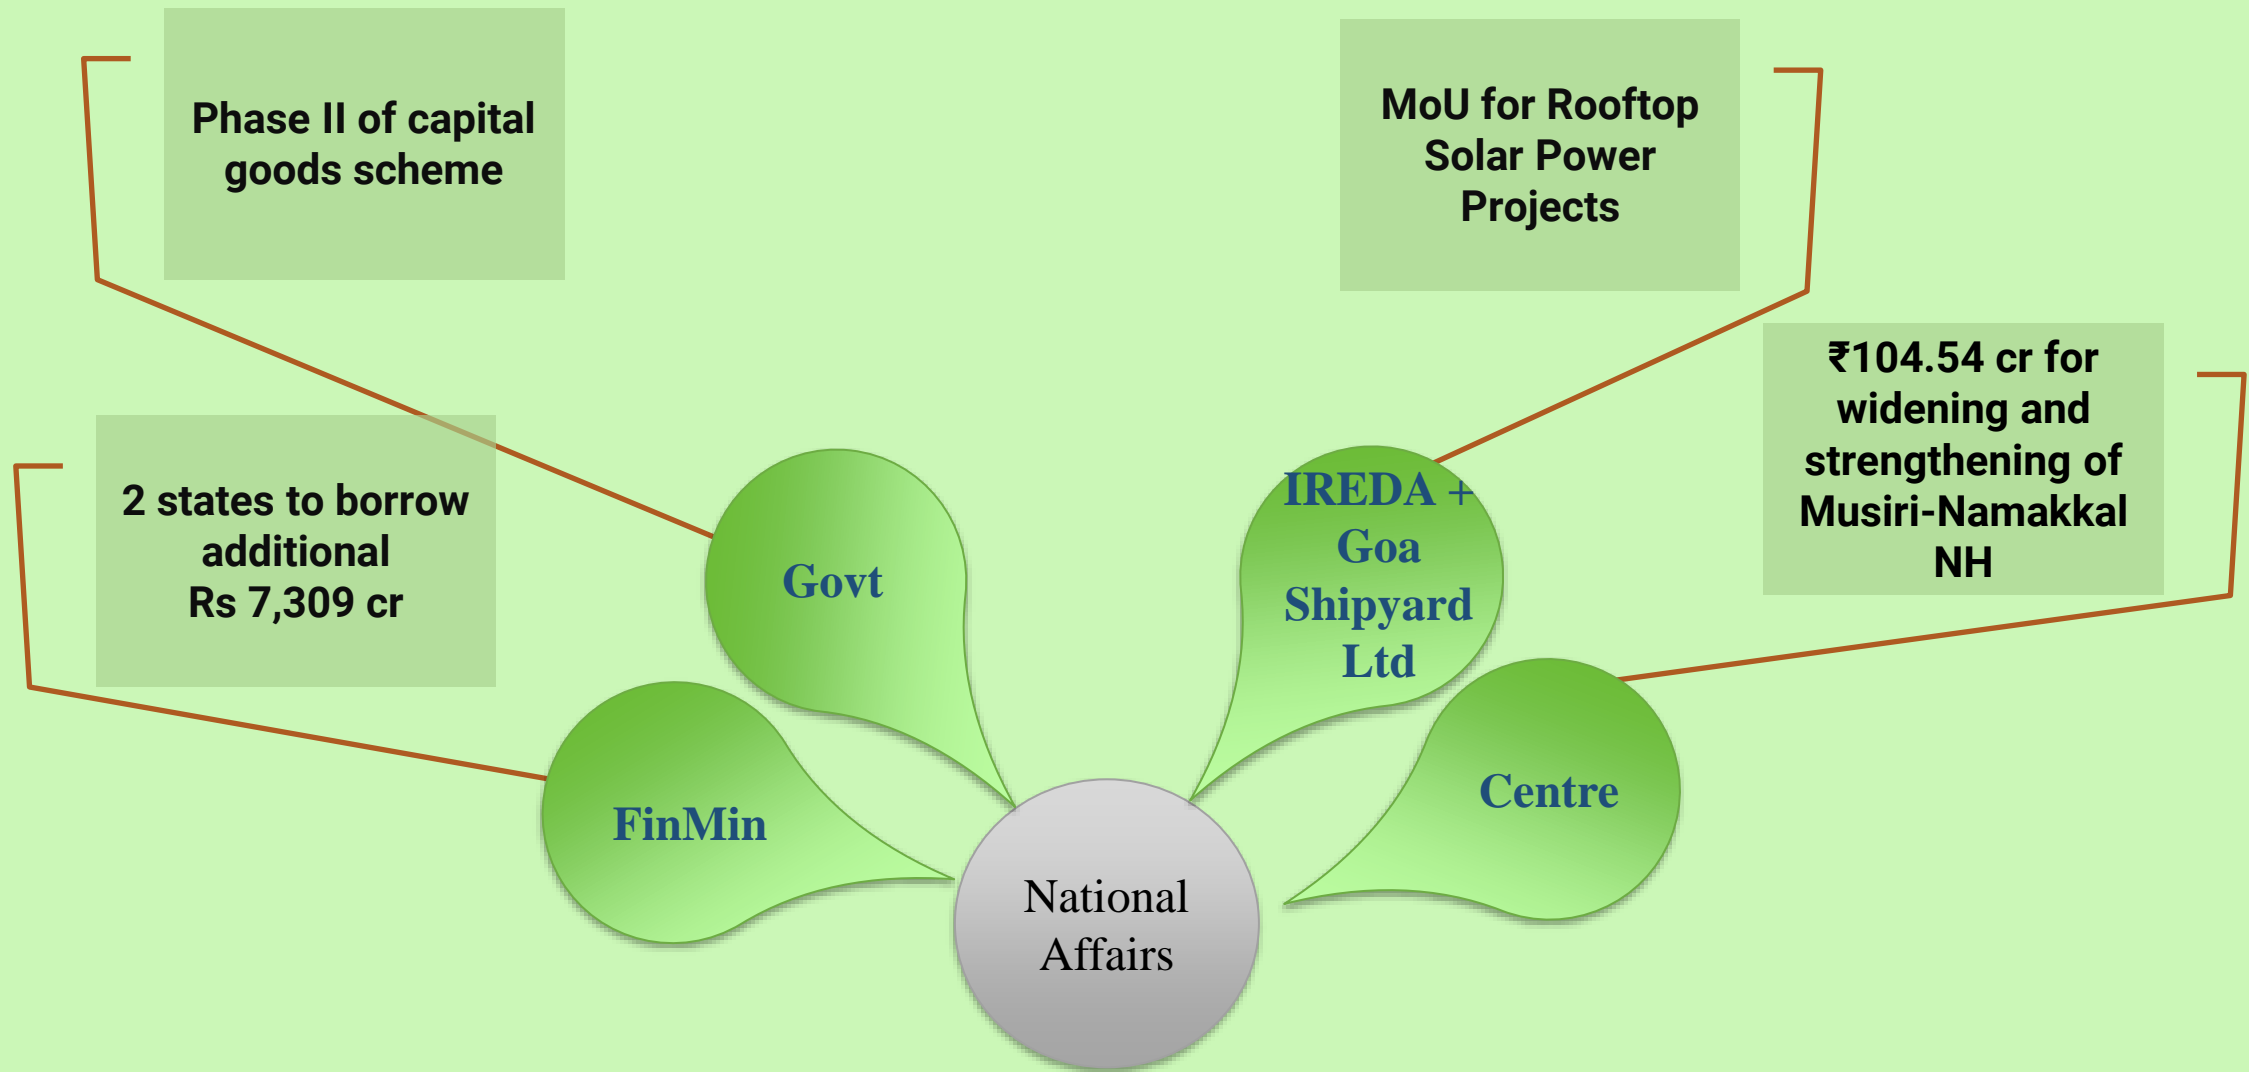 Phase II of capital
goods scheme
MoU for Rooftop
Solar Power
Projects
₹104.54 cr for
widening and
strengthening of
Musiri-Namakkal
NH
2 states to borrow
additional
Rs 7,309 cr
Govt
IREDA +
Goa
Shipyard
Ltd
FinMin
Centre
National
Affairs